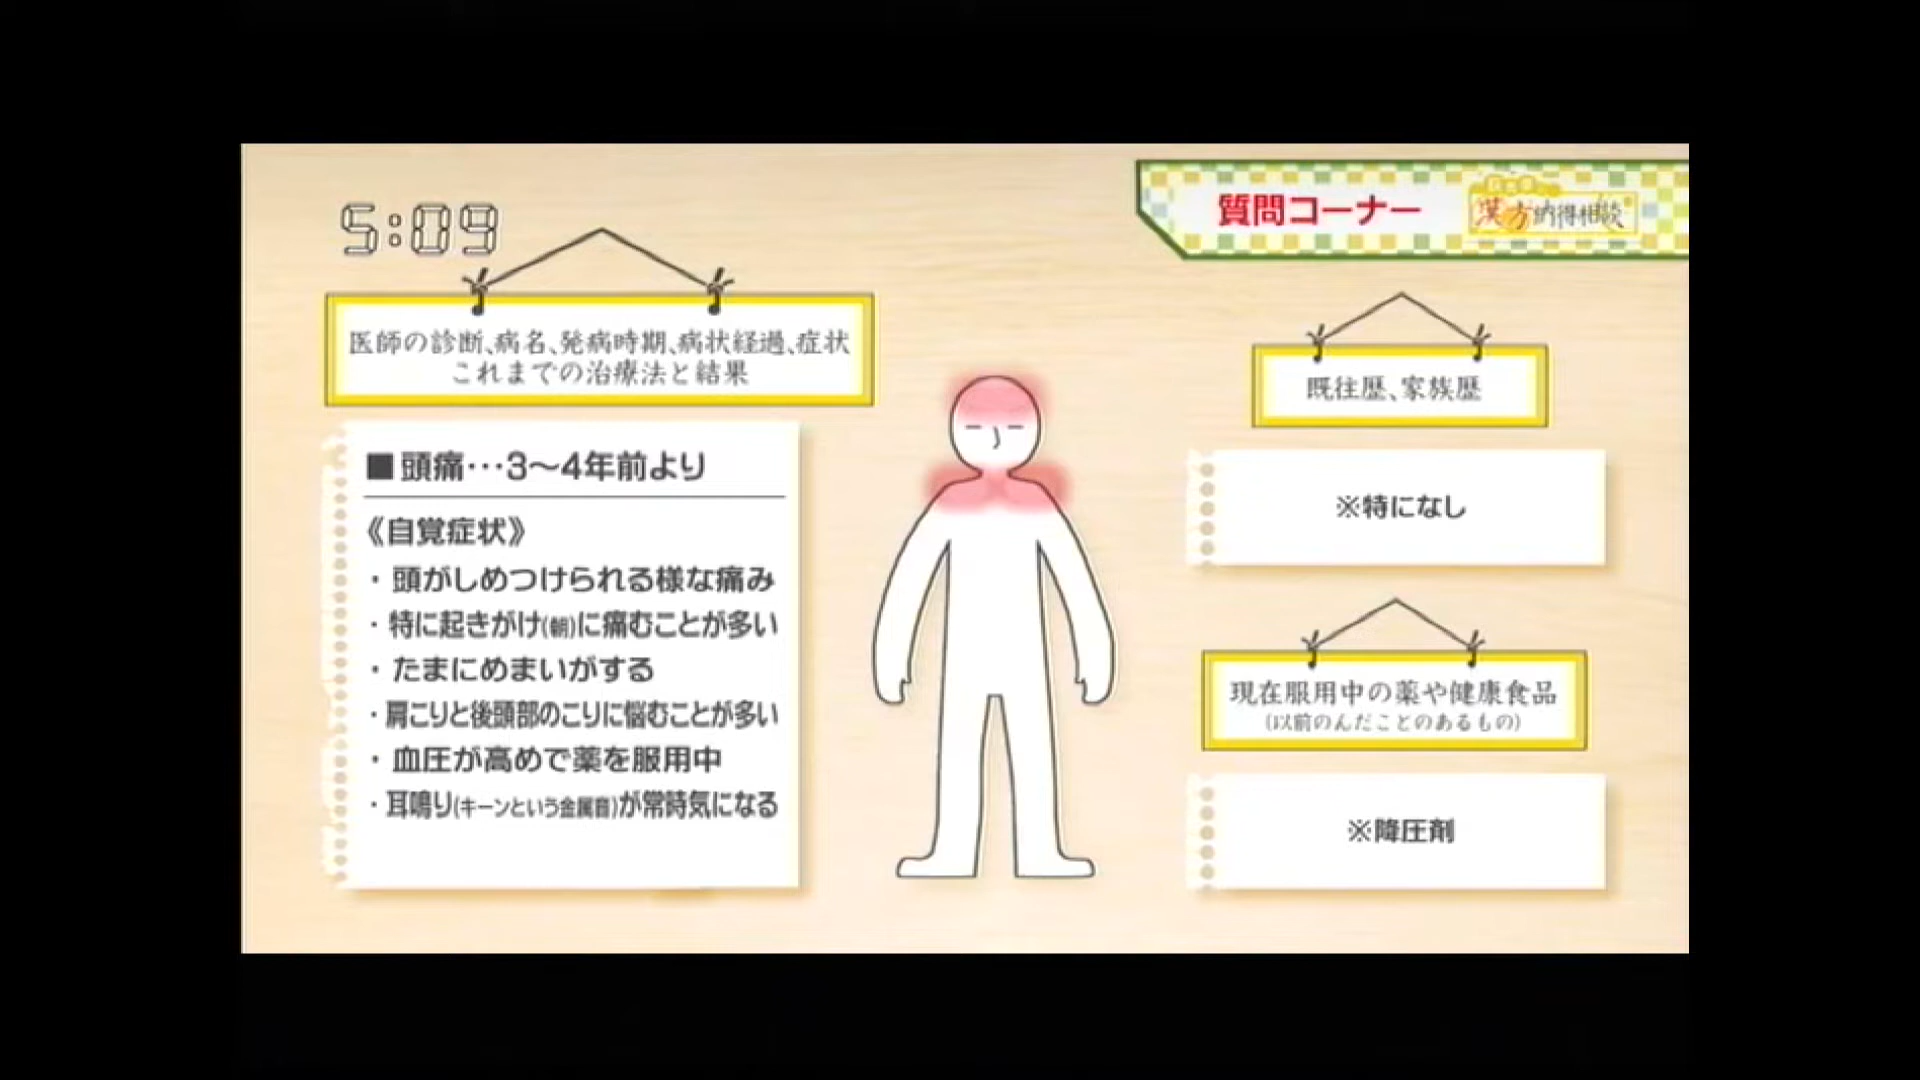 5:09
質問コーナー
漢方納得相談
医師の診断、病名、発病時期、病状経過、症状
これまでの治療法と結果
■頭痛…3〜4年前より
《自覚症状》
・頭がしめつけられる様な痛み
・特に起きがけ(朝)に痛むことが多い
・たまにめまいがする
・肩こりと後頭部のこりに悩むことが多い
・血圧が高めで薬を服用中
・耳鳴り(キーンという金属音)が常時気になる
既往歴、家族歴
※特になし
現在服用中の薬や健康食品
(以前のんだことのあるもの)
※降圧剤